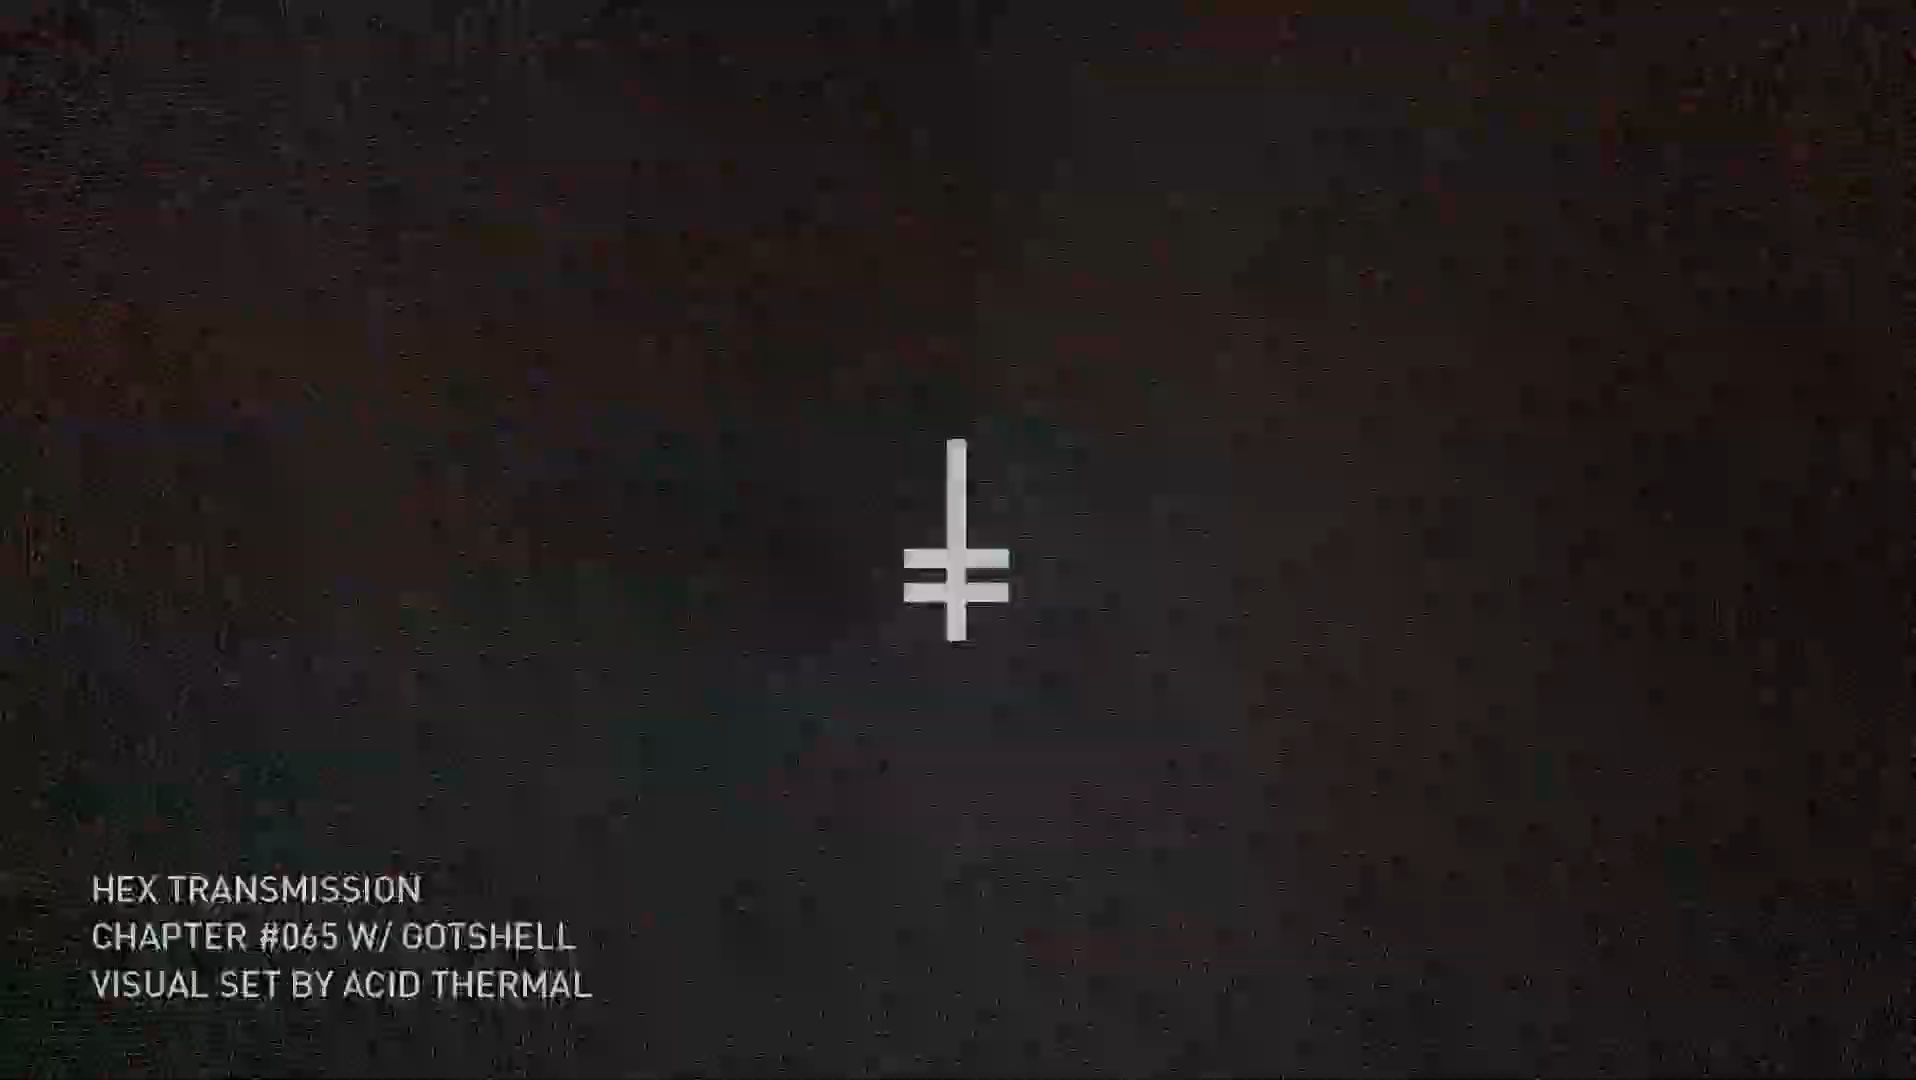 HEX TRANSMISSION
CHAPTER #065 W/ GOTSHELL
VISUAL SET BY ACID THERMAL